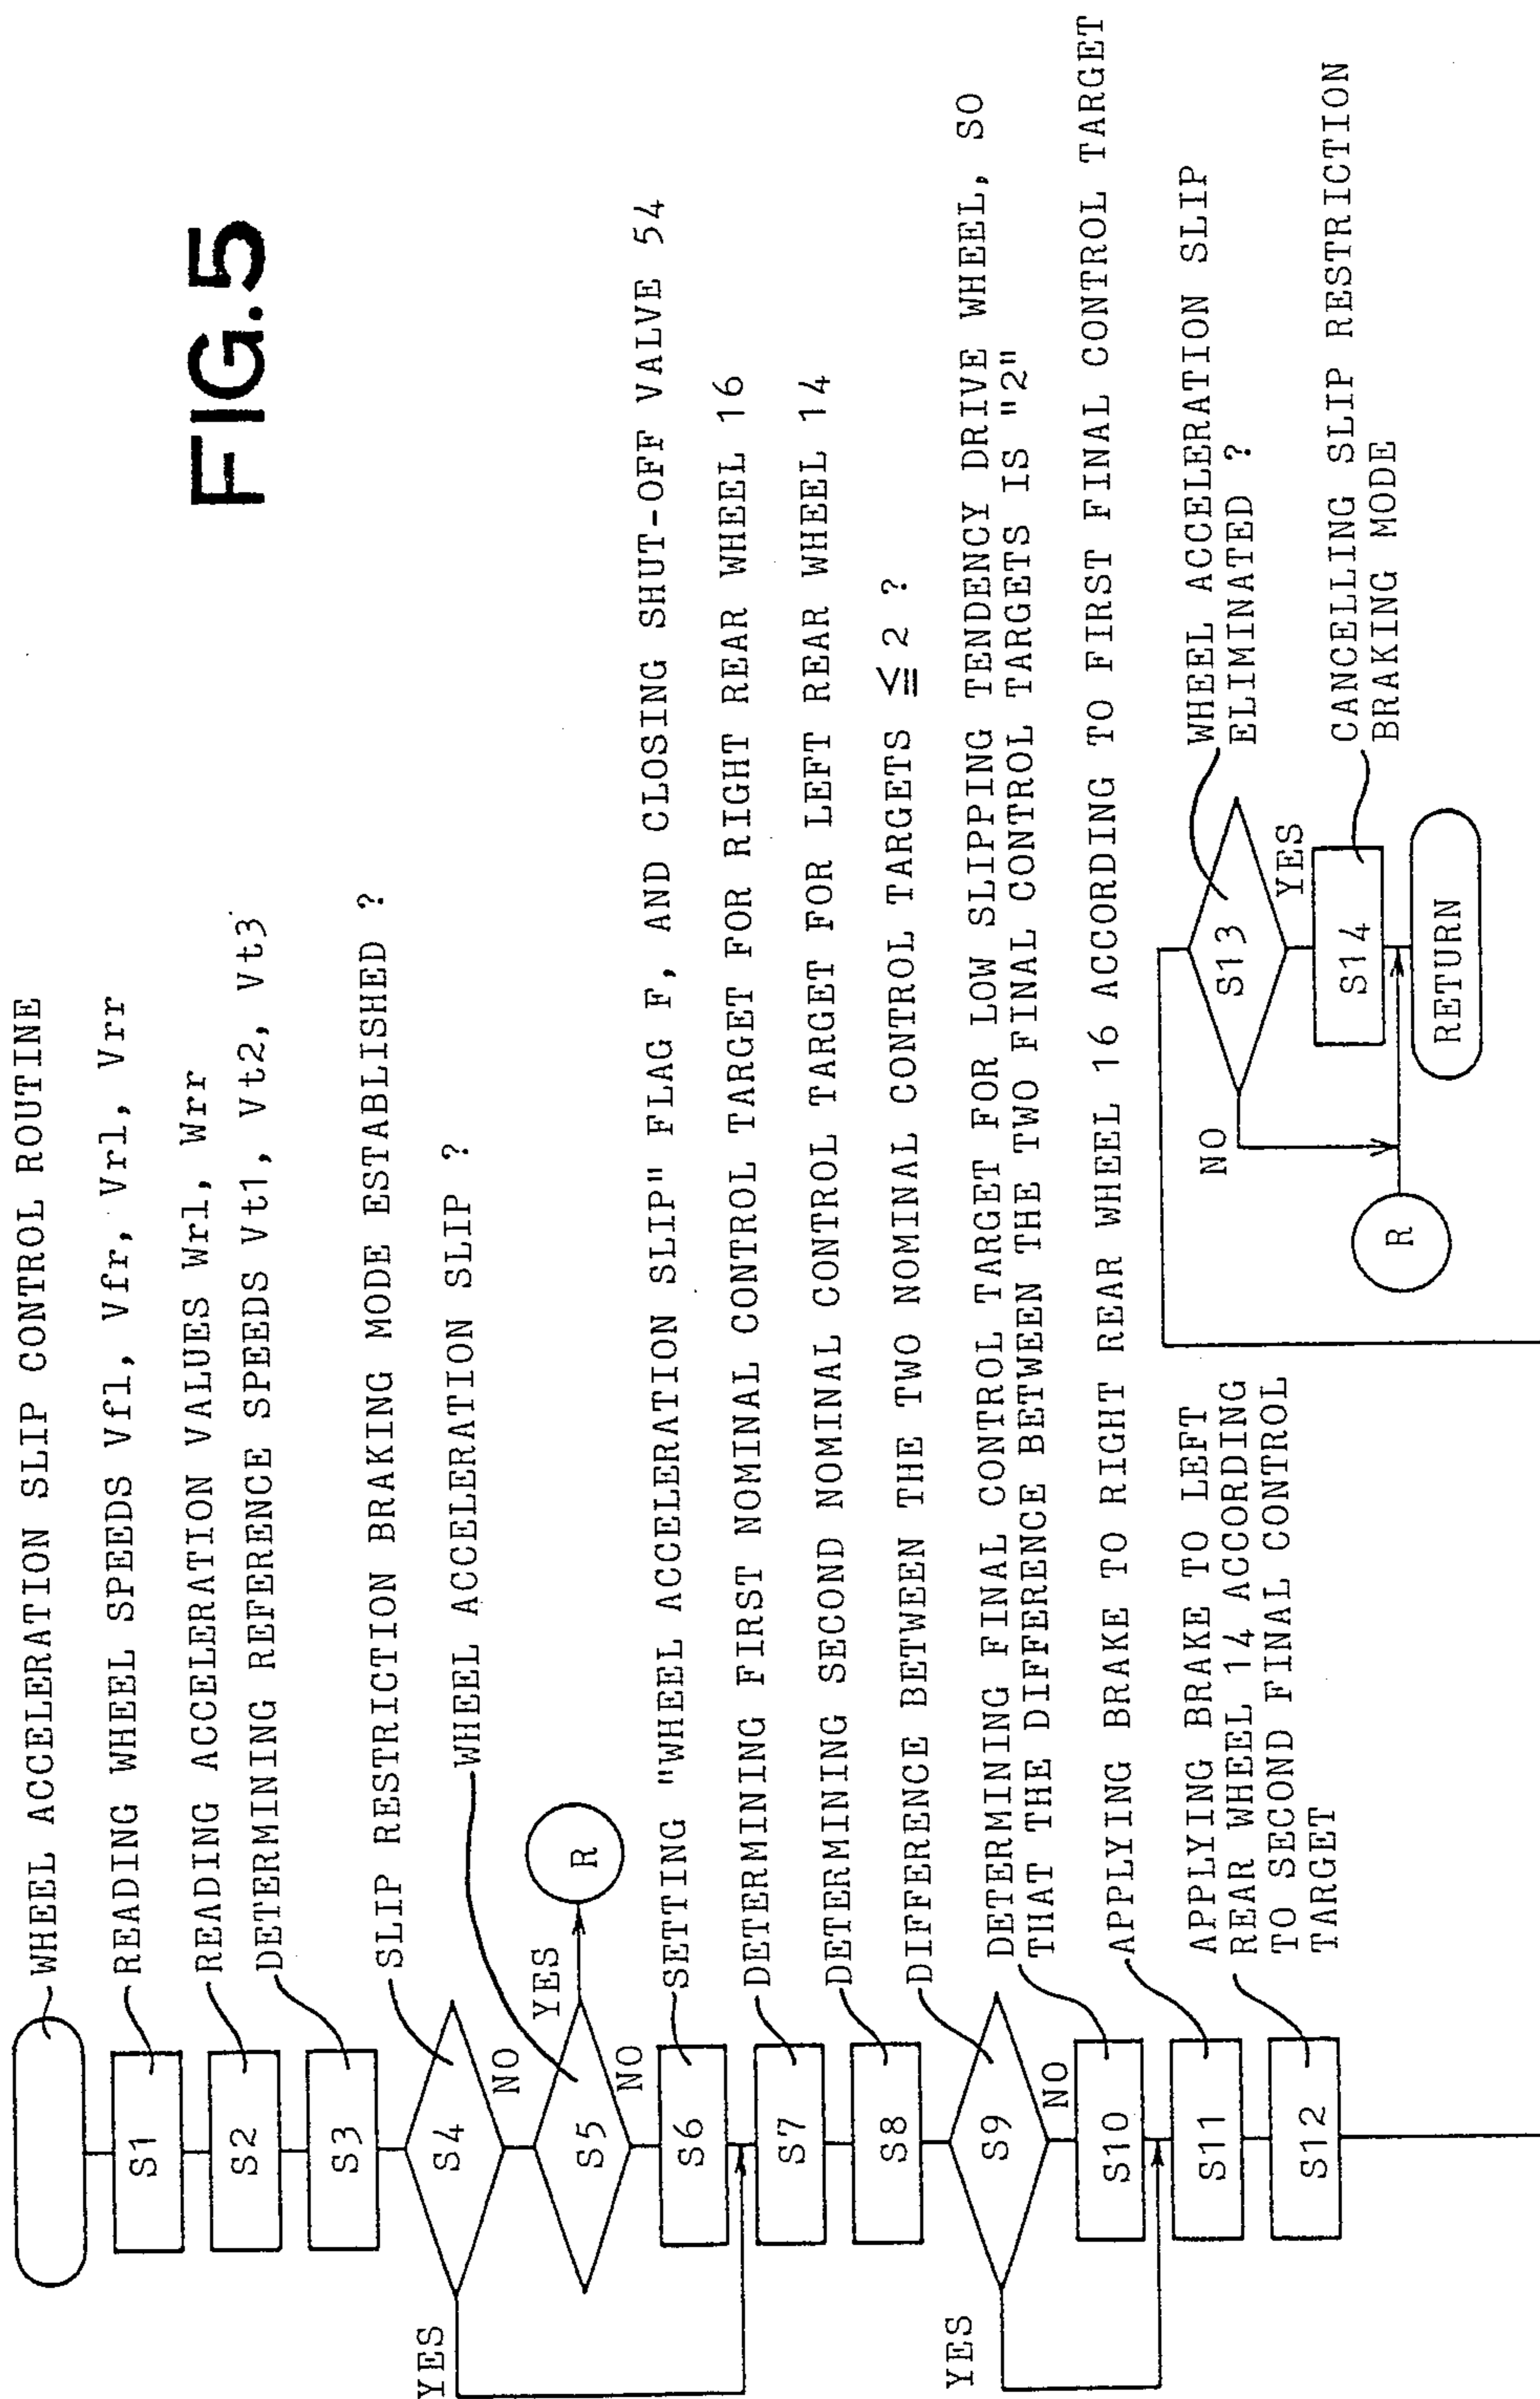 FIG.5
WHEEL ACCELERATION SLIP CONTROL ROUTINE
S1
READING WHEEL SPEEDS Vfl, Vfr, Vrl, Vrr
S2
READING ACCELERATION VALUES Wrl, Wrr
S3
DETERMINING REFERENCE SPEEDS Vt1, Vt2, Vt3
S4
SLIP RESTRICTION BRAKING MODE ESTABLISHED ?
YES
NO
S5
WHEEL ACCELERATION SLIP ?
YES
R
NO
S6
SETTING "WHEEL ACCELERATION SLIP" FLAG F, AND CLOSING SHUT-OFF VALVE 54
S7
DETERMINING FIRST NOMINAL CONTROL TARGET FOR RIGHT REAR WHEEL 16
S8
DETERMINING SECOND NOMINAL CONTROL TARGET FOR LEFT REAR WHEEL 14
S9
DIFFERENCE BETWEEN THE TWO NOMINAL CONTROL TARGETS ≦ 2 ?
YES
NO
S10
DETERMINING FINAL CONTROL TARGET FOR LOW SLIPPING TENDENCY DRIVE WHEEL, SO
THAT THE DIFFERENCE BETWEEN THE TWO FINAL CONTROL TARGETS IS "2"
S11
APPLYING BRAKE TO RIGHT REAR WHEEL 16 ACCORDING TO FIRST FINAL CONTROL TARGET
S12
APPLYING BRAKE TO LEFT
REAR WHEEL 14 ACCORDING
TO SECOND FINAL CONTROL
TARGET
S13
WHEEL ACCELERATION SLIP
ELIMINATED ?
NO
YES
S14
CANCELLING SLIP RESTRICTION
BRAKING MODE
R
RETURN